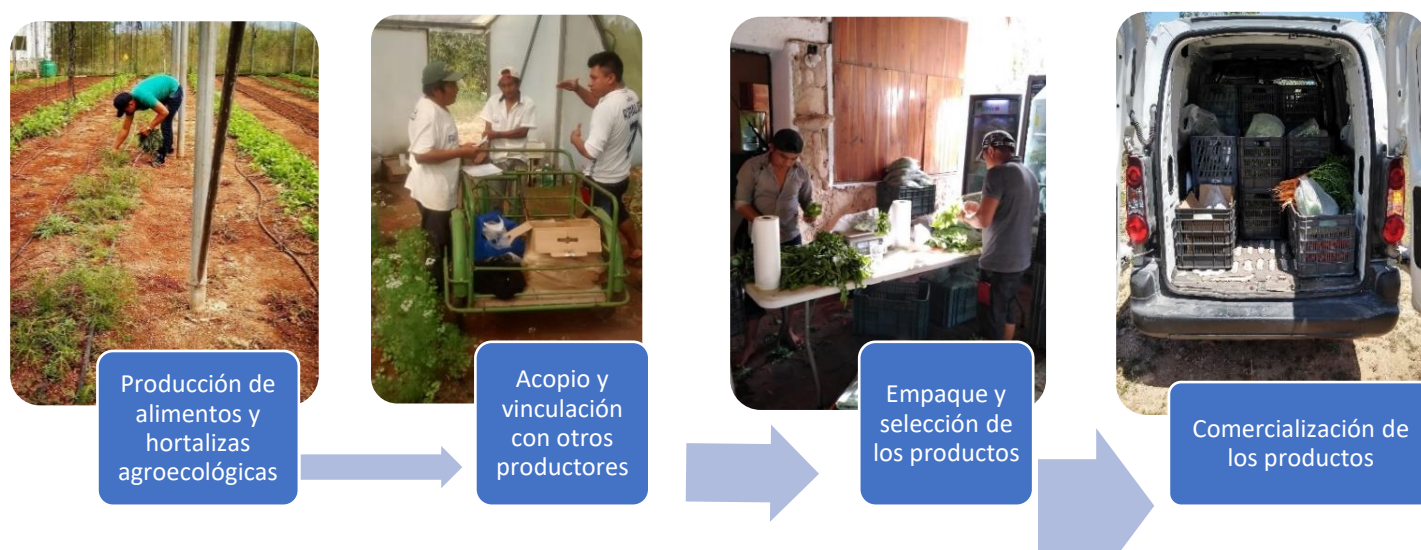 Producción de
alimentos y
hortalizas
agroecológicas
Acopio y
vinculación
con otros
productores
Empaque y
selección de
los productos
Comercialización de
los productos